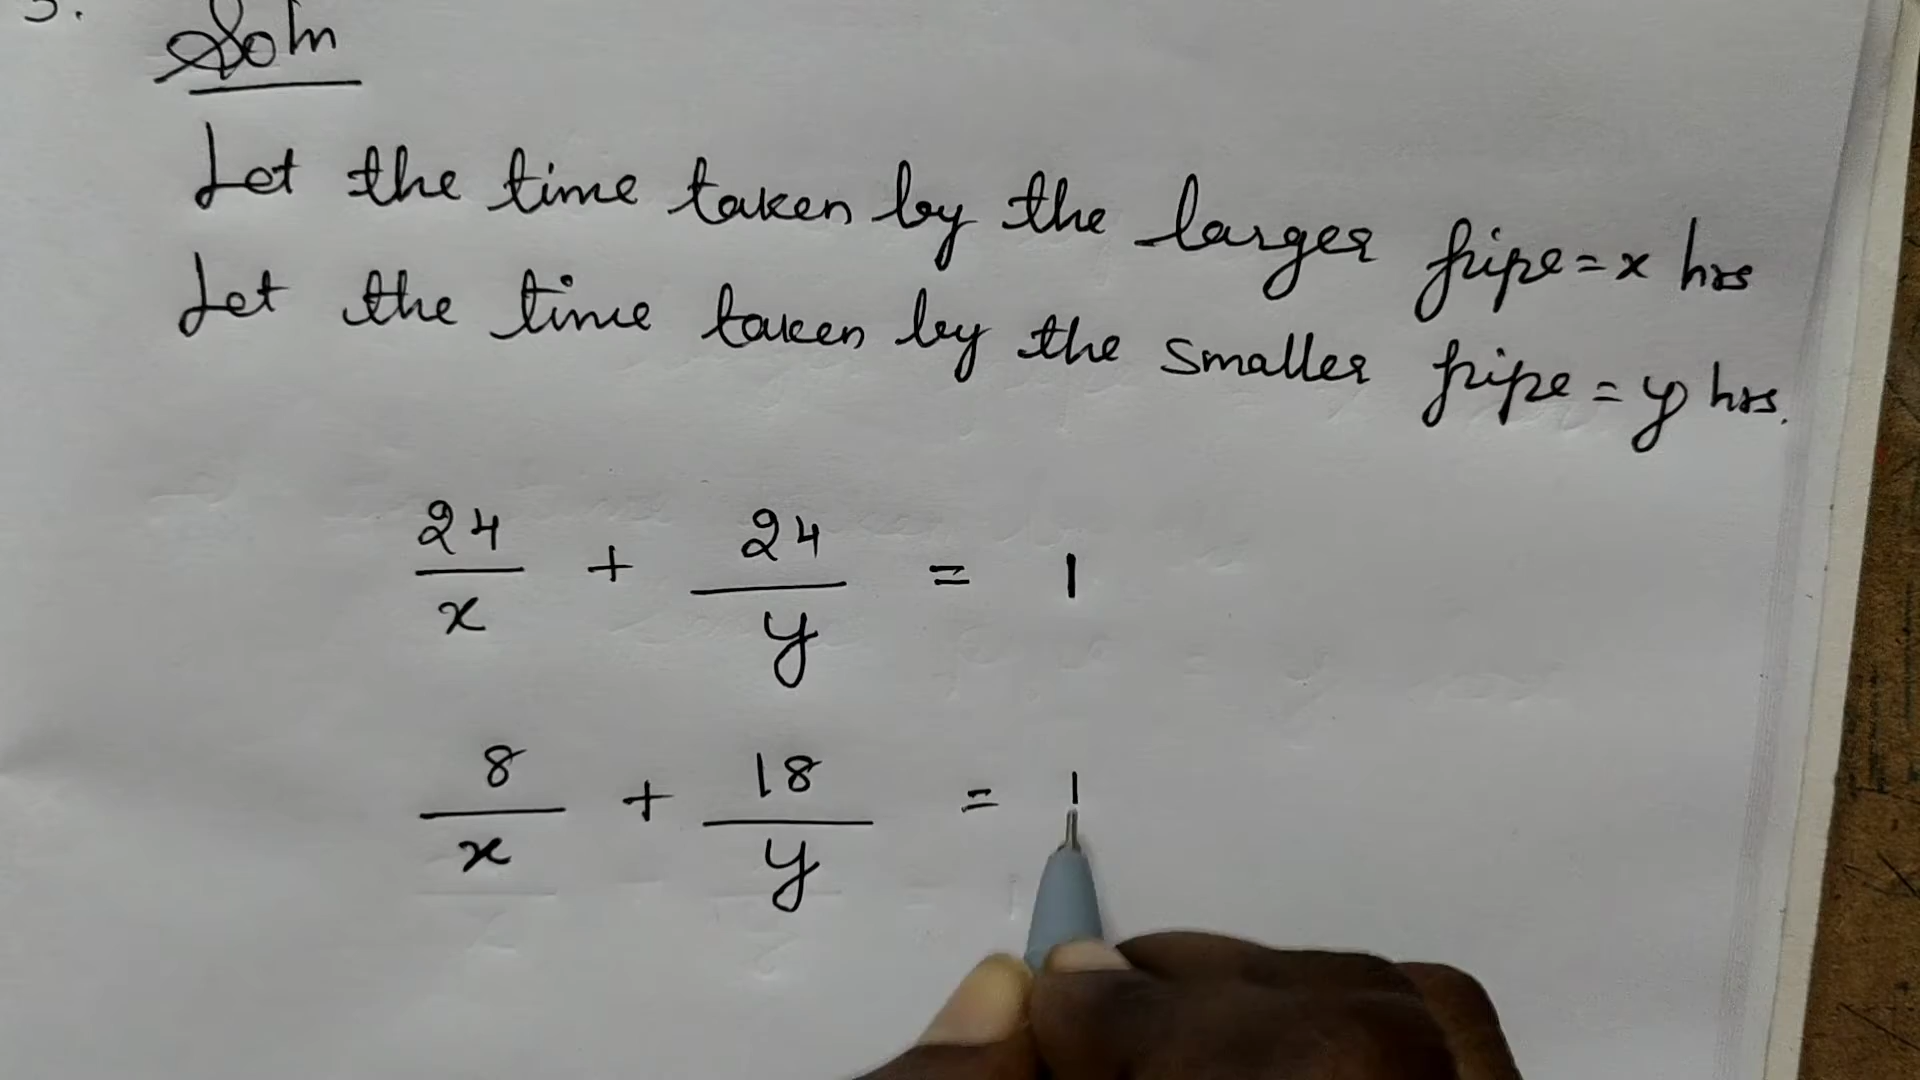 3.
Soln
Let the time taken by the larger pipe = x hrs
Let the time taken by the smaller pipe = y hrs.
24/x + 24/y = 1
8/x + 18/y = 1